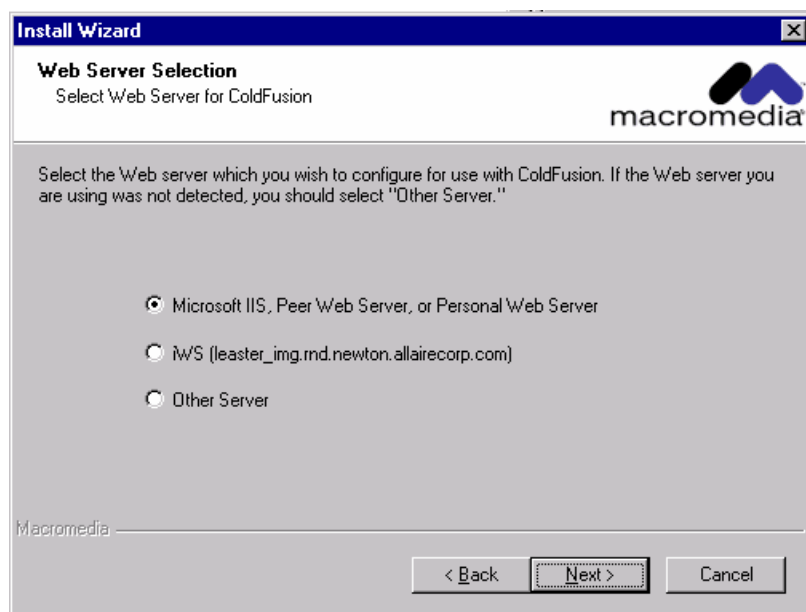 Install Wizard
Web Server Selection
Select Web Server for ColdFusion
macromedia
Select the Web server which you wish to configure for use with ColdFusion. If the Web server you
are using was not detected, you should select "Other Server."
Microsoft IIS, Peer Web Server, or Personal Web Server
iWS (leaster_img.rnd.newton.allairecorp.com)
Other Server
Macromedia
< Back
Next >
Cancel